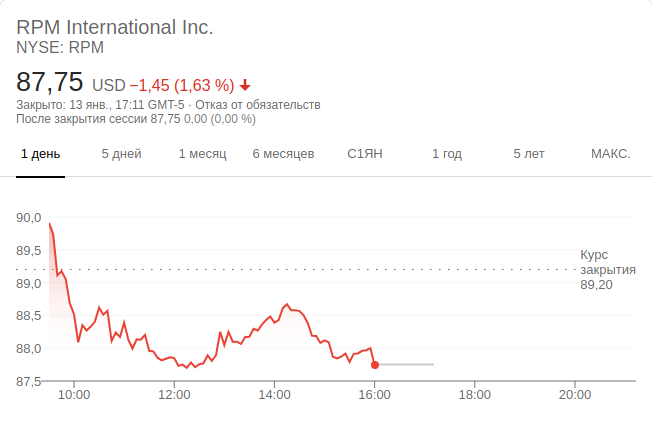 RPM International Inc.
NYSE: RPM
87,75 USD −1,45 (1,63 %)
Закрыто: 13 янв., 17:11 GMT-5 · Отказ от обязательств
После закрытия сессии 87,75 0,00 (0,00 %)
1 день 5 дней 1 месяц 6 месяцев С1ЯН 1 год 5 лет МАКС.
90,0
89,5
Курс
закрытия
89,20
89,0
88,5
88,0
87,5
10:00 12:00 14:00 16:00 18:00 20:00